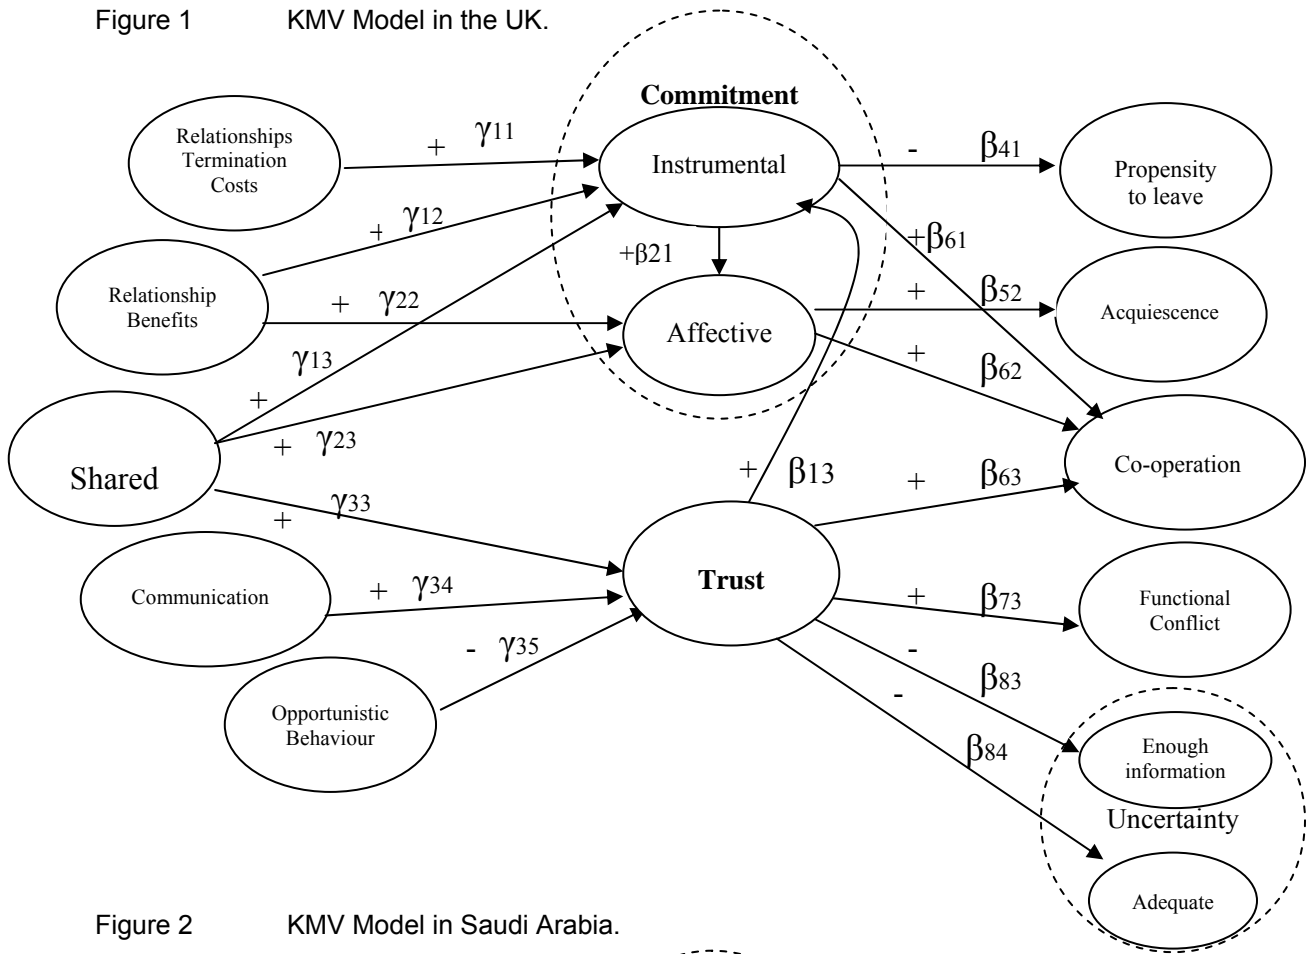 Figure 1 KMV Model in the UK.
Commitment
Relationships
Termination
Costs
+ γ11
Instrumental
- β41
Propensity
to leave
+ γ12
+β61
+β21
Relationship
Benefits
+ γ22
Affective
+ β52
Acquiescence
γ13
+
+ β62
+ γ23
Shared
+ β13
+ β63
Co-operation
+ γ33
Trust
Communication
+ γ34
+ β73
Functional
Conflict
- γ35
- β83
Opportunistic
Behaviour
- β84
Enough
information
Uncertainty
Adequate
Figure 2 KMV Model in Saudi Arabia.